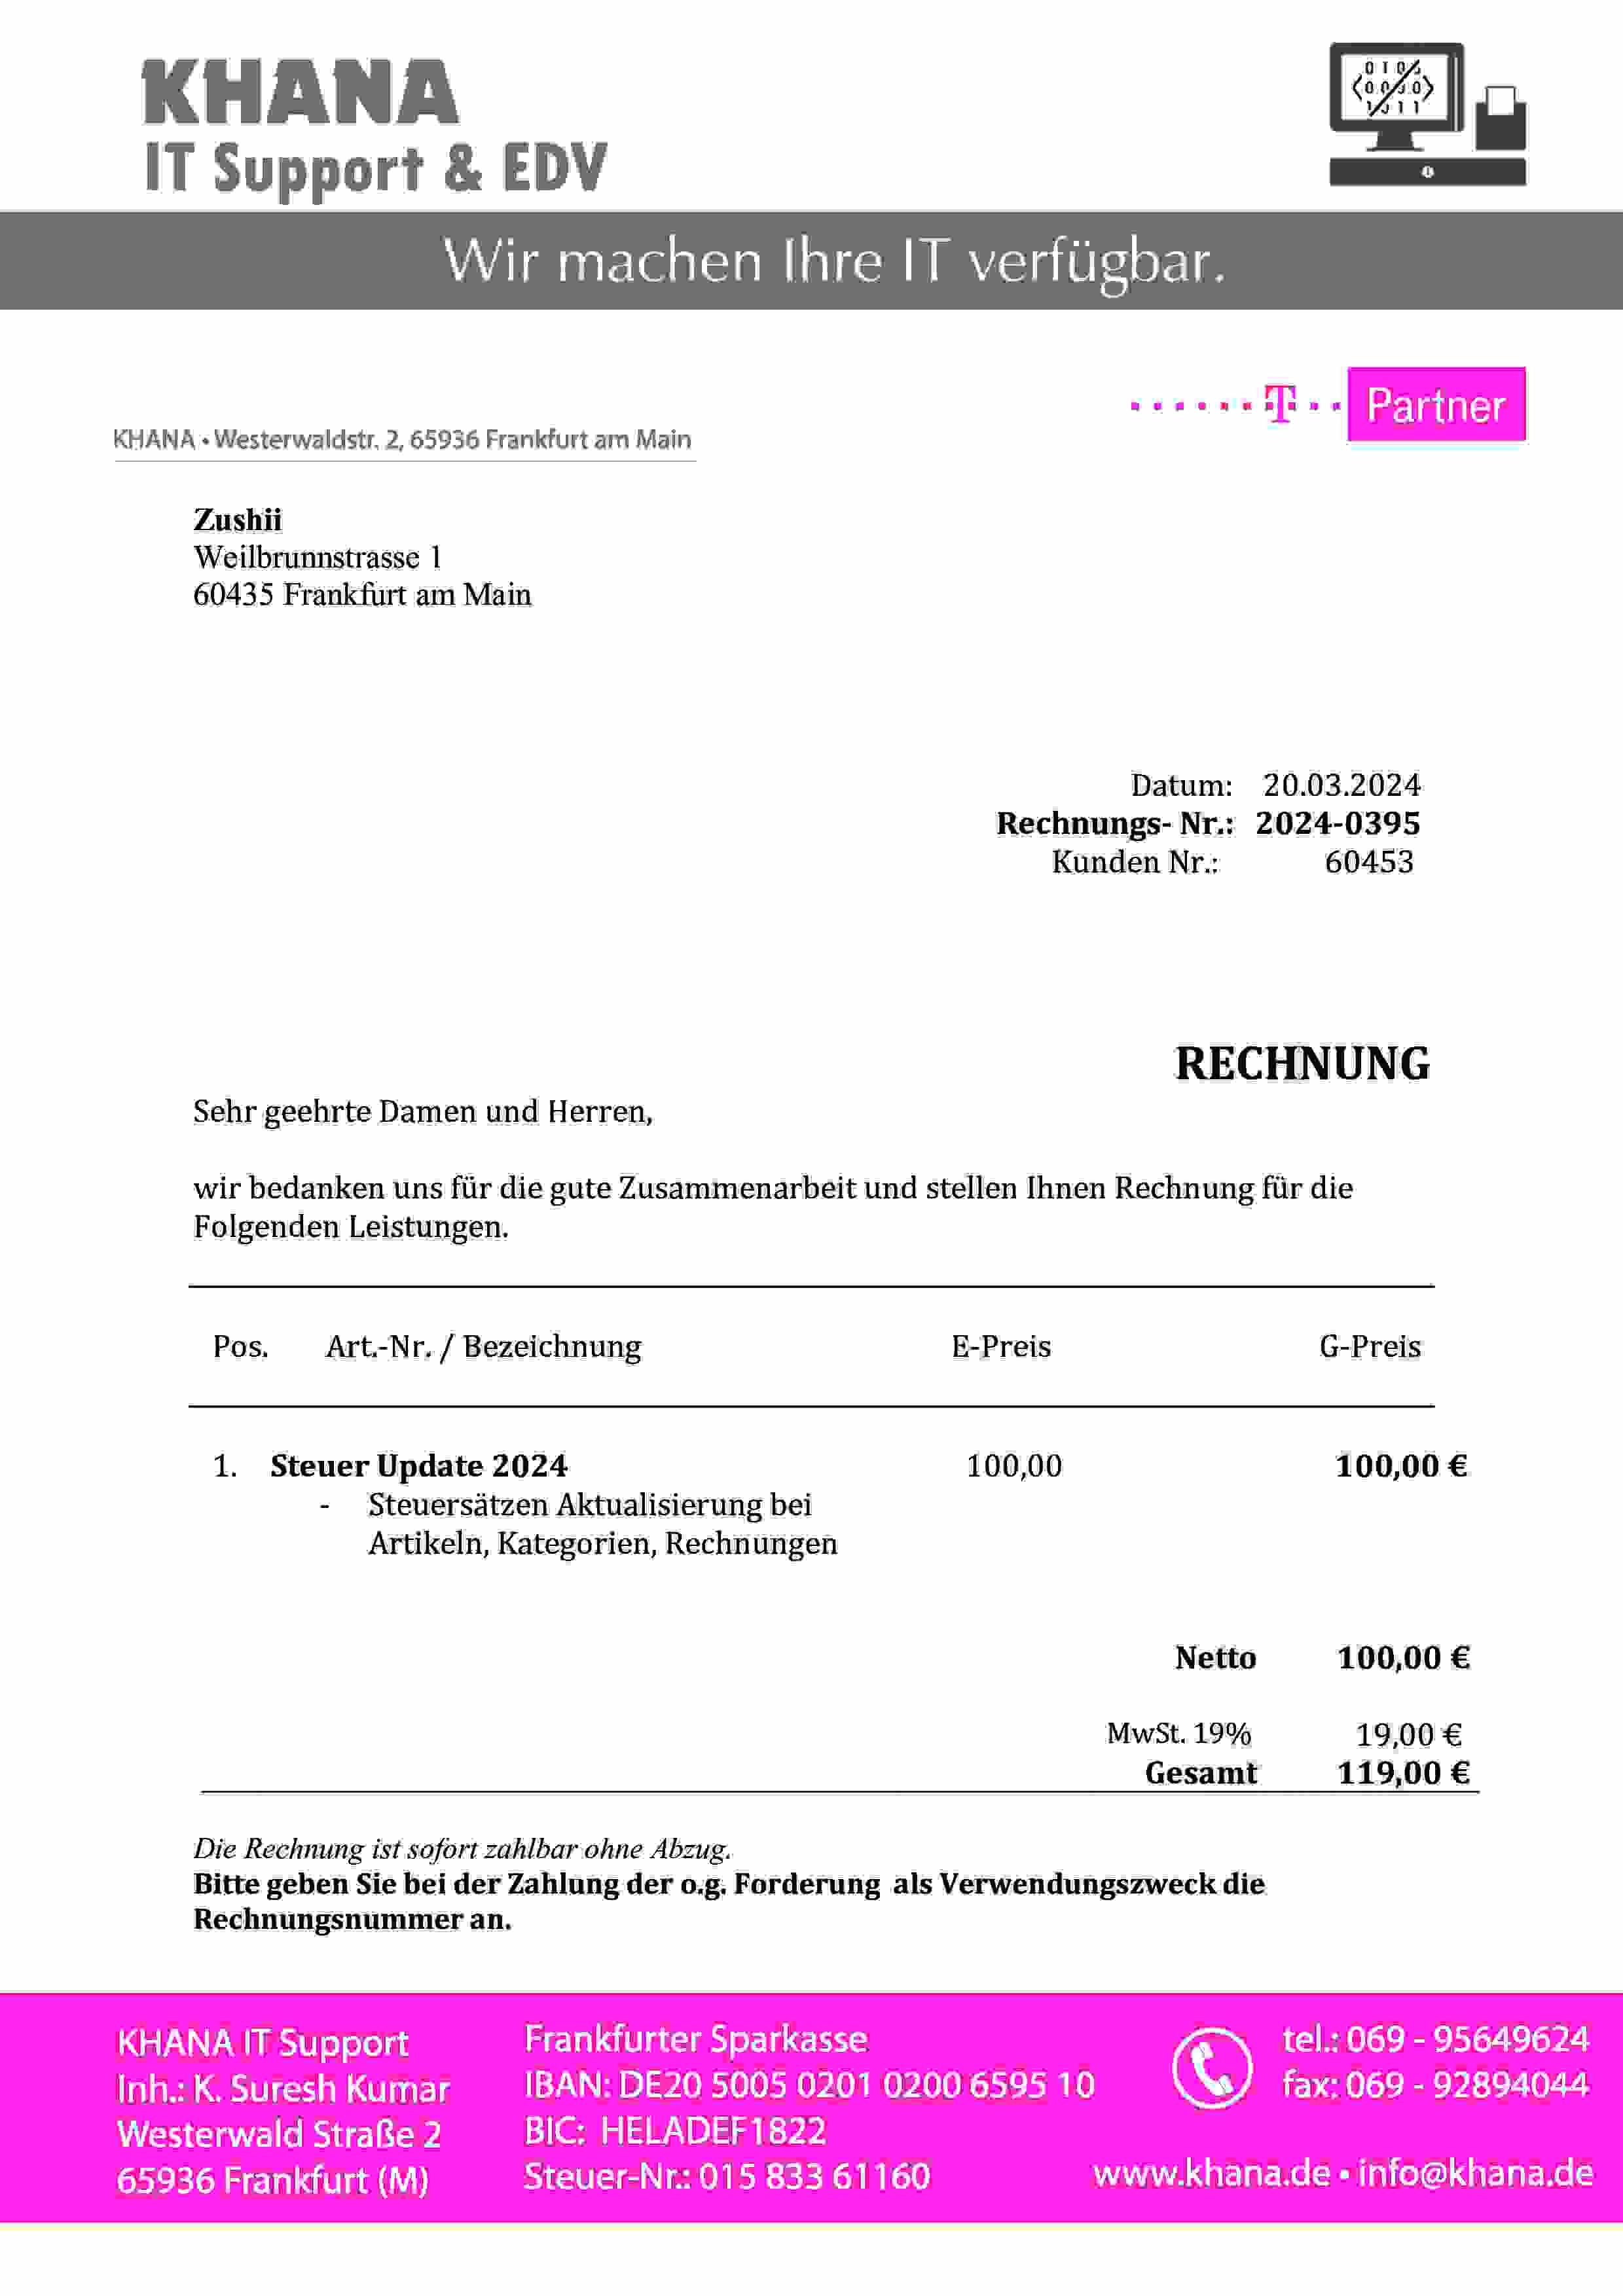 KHANA
IT Support & EDV
Wir machen Ihre IT verfügbar.
T Partner
KHANA • Westerwaldstr. 2, 65936 Frankfurt am Main
Zushii
Weilbrunnstrasse 1
60435 Frankfurt am Main
Datum: 20.03.2024
Rechnungs- Nr.: 2024-0395
Kunden Nr.: 60453
RECHNUNG
Sehr geehrte Damen und Herren,
wir bedanken uns für die gute Zusammenarbeit und stellen Ihnen Rechnung für die
Folgenden Leistungen.
Pos. Art.-Nr. / Bezeichnung E-Preis G-Preis
1. Steuer Update 2024 100,00 100,00 €
- Steuersätzen Aktualisierung bei
Artikeln, Kategorien, Rechnungen
Netto 100,00 €
MwSt. 19% 19,00 €
Gesamt 119,00 €
Die Rechnung ist sofort zahlbar ohne Abzug.
Bitte geben Sie bei der Zahlung der o.g. Forderung als Verwendungszweck die
Rechnungsnummer an.
KHANA IT Support
Inh.: K. Suresh Kumar
Westerwald Straße 2
65936 Frankfurt (M)
Frankfurter Sparkasse
IBAN: DE20 5005 0201 0200 6595 10
BIC: HELADEF1822
Steuer-Nr.: 015 833 61160
tel.: 069 - 95649624
fax: 069 - 92894044
www.khana.de • info@khana.de